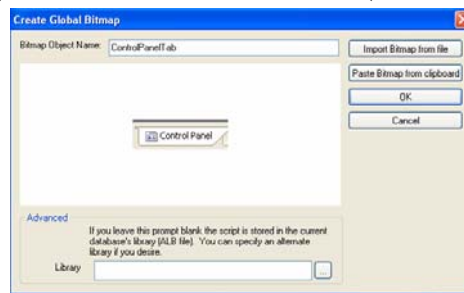 Create Global Bitmap
Bitmap Object Name: ControlPanelTab
Import Bitmap from file
Paste Bitmap from clipboard
OK
Cancel
Control Panel
Advanced
If you leave this prompt blank the script is stored in the current
database's library (ALB file). You can specify an alternate
library if you desire.
Library
...